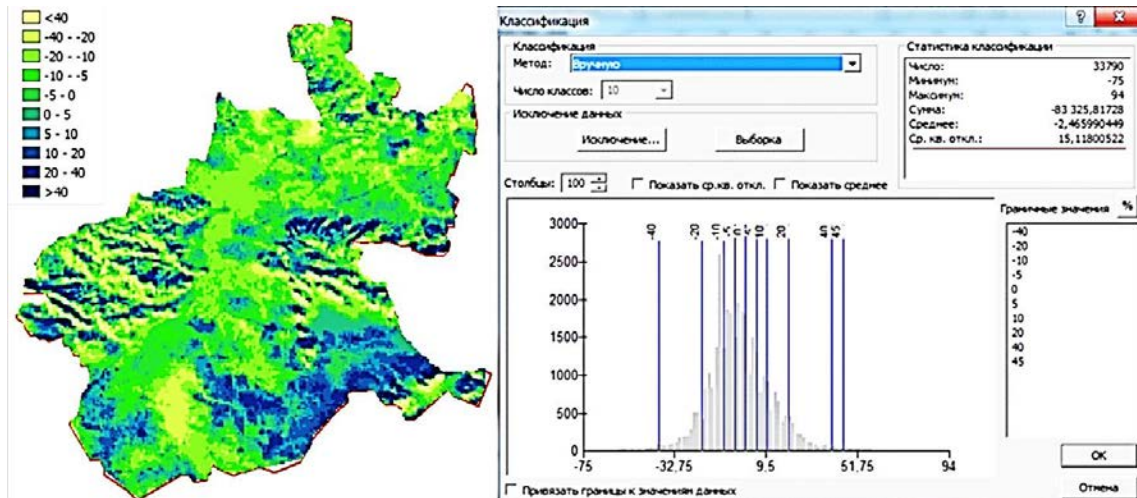 <40
-40 - -20
-20 - -10
-10 - -5
-5 - 0
0 - 5
5 - 10
10 - 20
20 - 40
>40
Классификация
Классификация
Метод: Вручную
Число классов: 10
Исключение данных
Исключение... Выборка
Статистика классификации
Число: 33790
Минимум: -75
Максимум: 94
Сумма: -83 325,81728
Среднее: -2,465990449
Ср. кв. откл.: 15,11800522
Столбцы: 100 Показать ср.кв. откл. Показать среднее
3000
2500
2000
1500
1000
500
0
-40 -20 -10 -5 0 5 10 20 40 45
-75 -32,75 9,5 51,75 94
Граничные значения %
-40
-20
-10
-5
0
5
10
20
40
45
OK
Отмена
Привязать границы к значениям данных